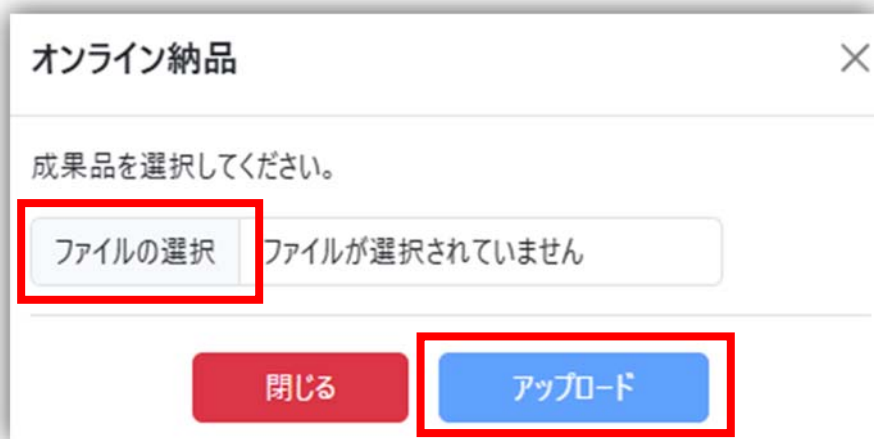 オンライン納品
成果品を選択してください。
ファイルの選択 ファイルが選択されていません
閉じる アップロード